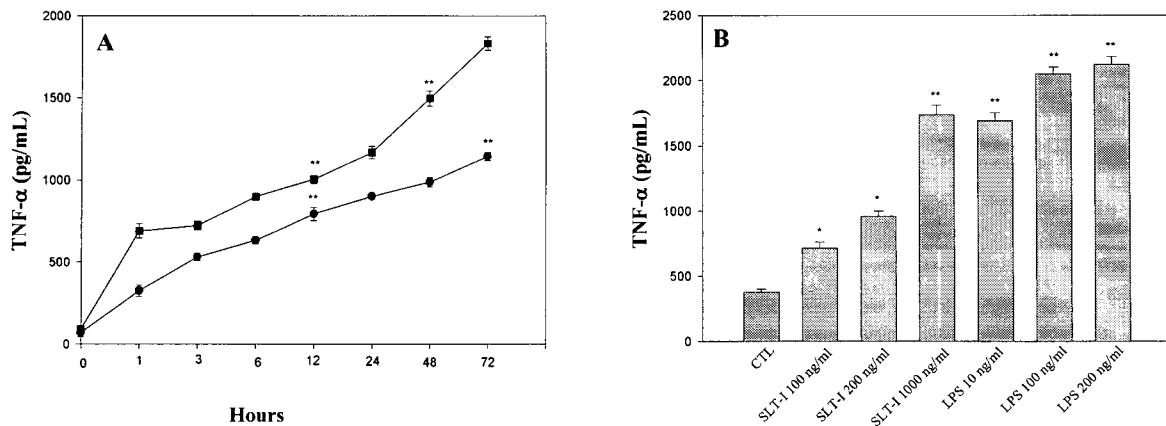 A
TNF-α (pg/mL)
2000
1500
1000
500
0
**
**
**
**
0 1 3 6 12 24 48 72
Hours
B
TNF-α (pg/mL)
2500
2000
1500
1000
500
0
*
*
**
**
**
**
CTL
SLT-I 100 ng/ml
SLT-I 200 ng/ml
SLT-I 1000 ng/ml
LPS 10 ng/ml
LPS 100 ng/ml
LPS 200 ng/ml